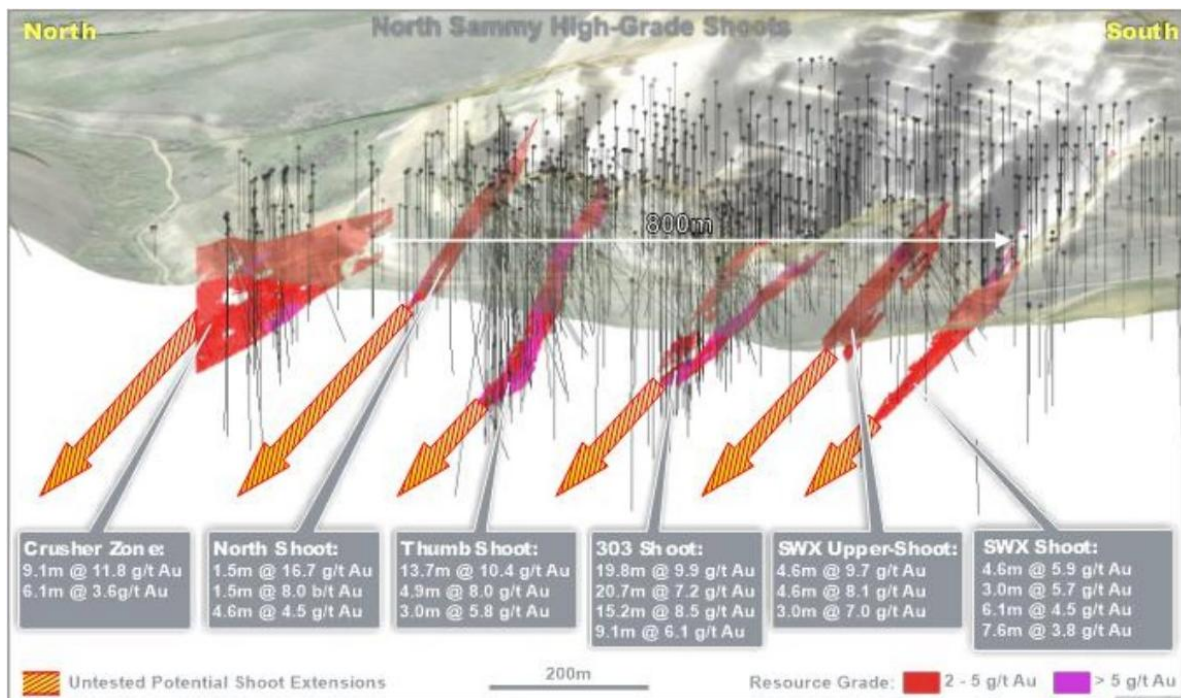 North
North Sammy High-Grade Shoots
South
800m
Crusher Zone:
9.1m @ 11.8 g/t Au
6.1m @ 3.6g/t Au
North Shoot:
1.5m @ 16.7 g/t Au
1.5m @ 8.0 b/t Au
4.6m @ 4.5 g/t Au
Thumb Shoot:
13.7m @ 10.4 g/t Au
4.9m @ 8.0 g/t Au
3.0m @ 5.8 g/t Au
303 Shoot:
19.8m @ 9.9 g/t Au
20.7m @ 7.2 g/t Au
15.2m @ 8.5 g/t Au
9.1m @ 6.1 g/t Au
SWX Upper-Shoot:
4.6m @ 9.7 g/t Au
4.6m @ 8.1 g/t Au
3.0m @ 7.0 g/t Au
SWX Shoot:
4.6m @ 5.9 g/t Au
3.0m @ 5.7 g/t Au
6.1m @ 4.5 g/t Au
7.6m @ 3.8 g/t Au
Untested Potential Shoot Extensions
200m
Resource Grade:
2 - 5 g/t Au
> 5 g/t Au